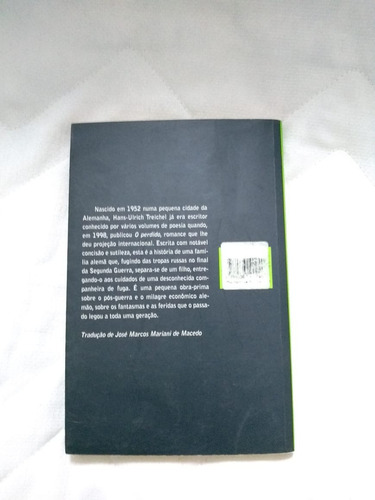 Nascido em 1952 numa pequena cidade da
Alemanha, Hans-Ulrich Treichel já era escritor
conhecido por vários volumes de poesia quando,
em 1998, publicou O perdido, romance que lhe
deu projeção internacional. Escrita com notável
concisão e sutileza, esta é a história de uma famí-
lia alemã que, fugindo das tropas russas no final
da Segunda Guerra, separa-se de um filho, entre-
gando-o aos cuidados de uma desconhecida com-
panheira de fuga. É uma pequena obra-prima
sobre o pós-guerra e o milagre econômico ale-
mão, sobre os fantasmas e as feridas que o passa-
do legou a toda uma geração.
Tradução de José Marcos Mariani de Macedo